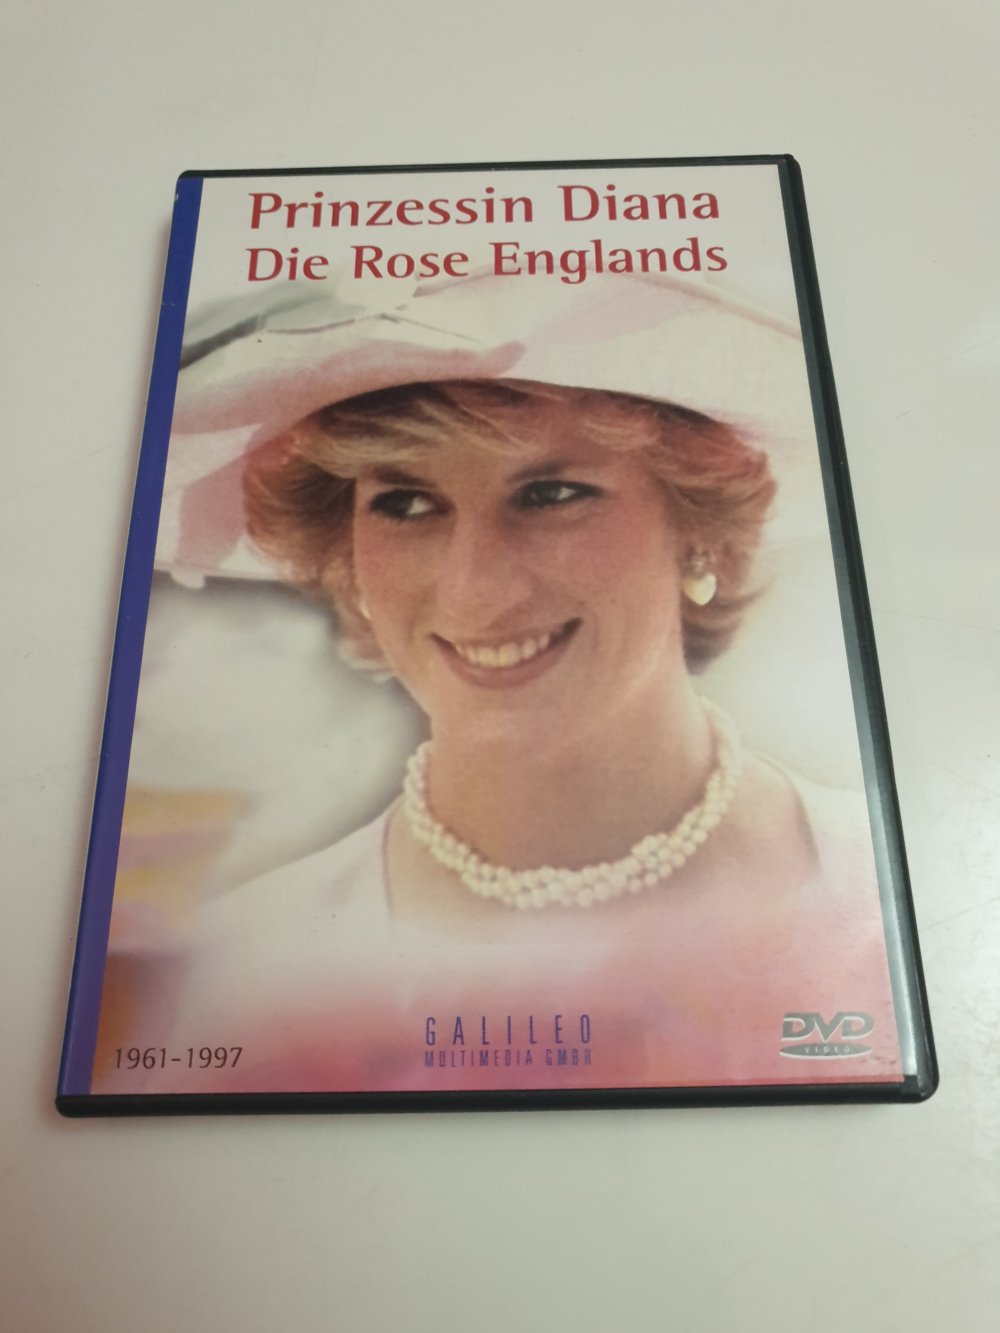 Prinzessin Diana
Die Rose Englands
1961-1997
GALILEO
MULTIMEDIA GMBH
DVD
VIDEO